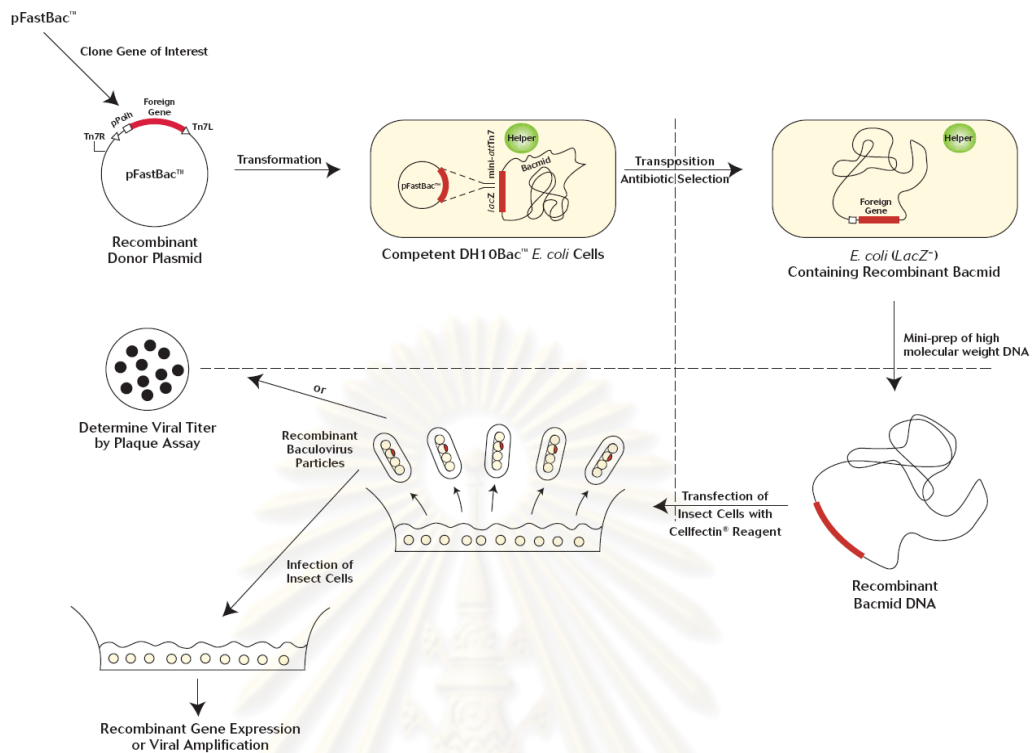 pFastBac™
Clone Gene of Interest
Foreign
Gene
pPolh
Tn7R
Tn7L
pFastBac™
Recombinant
Donor Plasmid
Transformation
Helper
pFastBac™
lacZ
mini-attTn7
Bacmid
Competent DH10Bac™ E. coli Cells
Transposition
Antibiotic Selection
Helper
Foreign
Gene
E. coli (LacZ⁻)
Containing Recombinant Bacmid
Mini-prep of high
molecular weight DNA
Recombinant
Bacmid DNA
Transfection of
Insect Cells with
Cellfectin® Reagent
Recombinant
Baculovirus
Particles
or
Determine Viral Titer
by Plaque Assay
Infection of
Insect Cells
Recombinant Gene Expression
or Viral Amplification